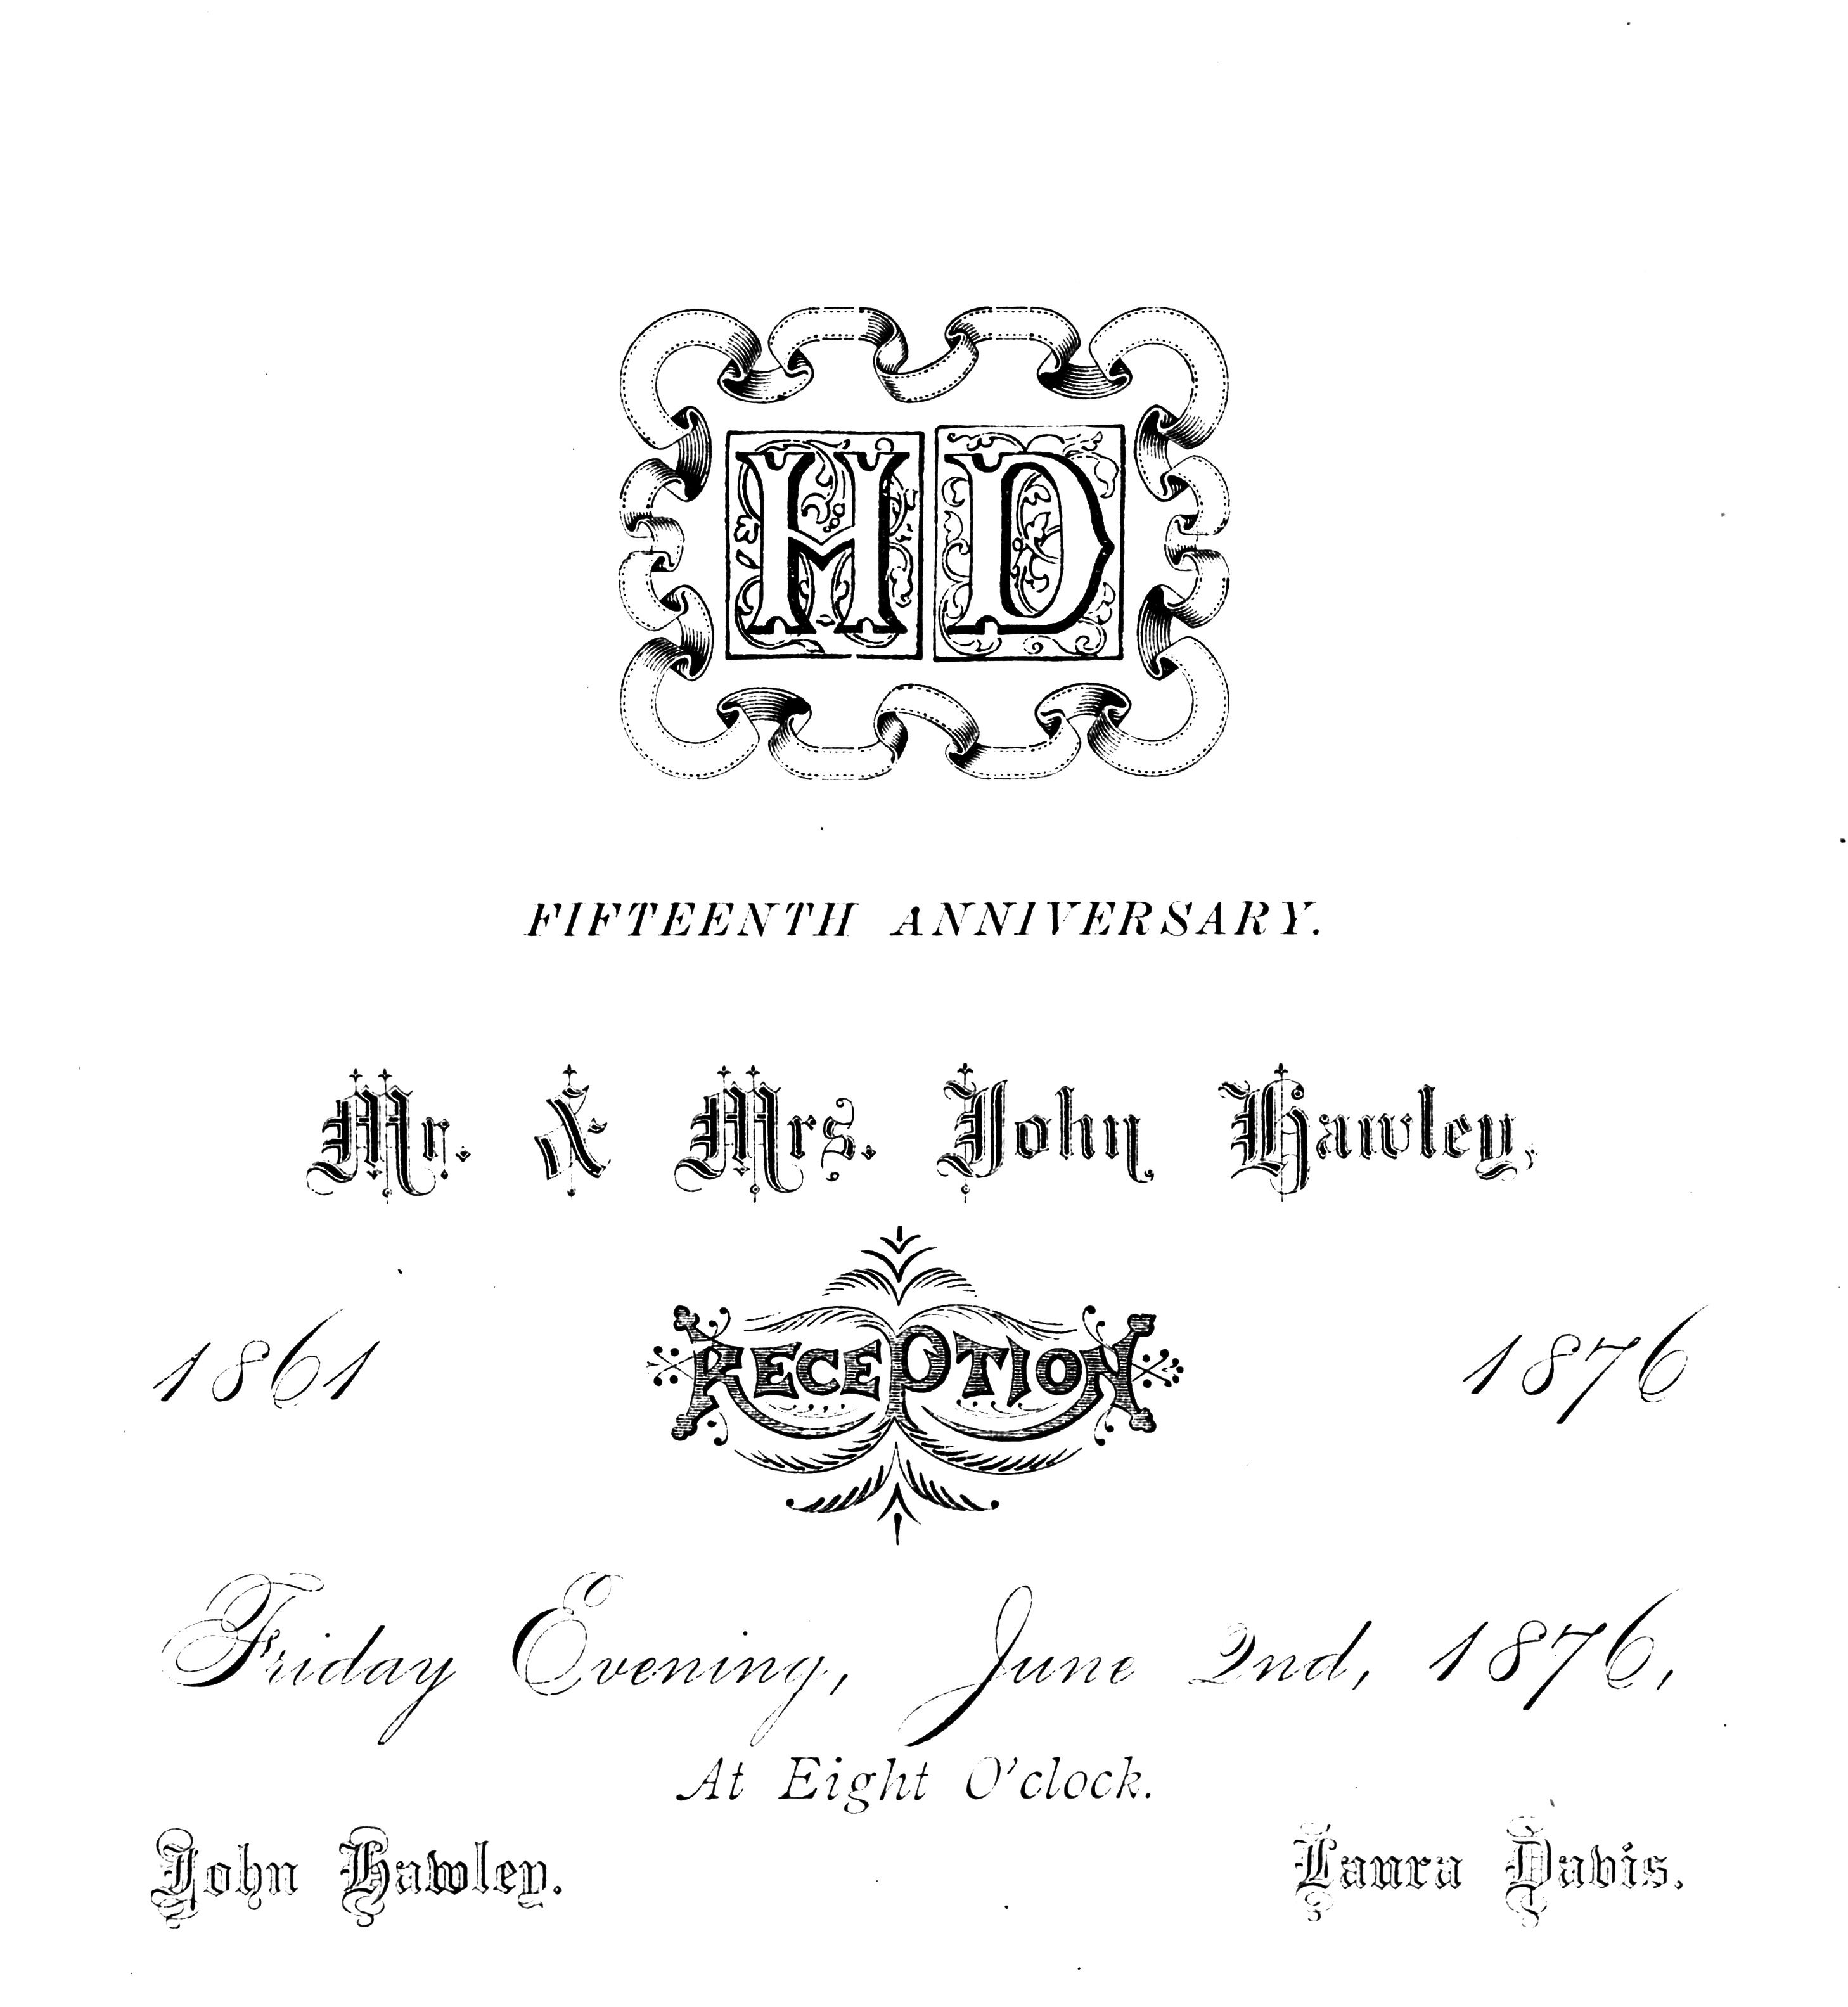 H D
FIFTEENTH ANNIVERSARY.
Mr. & Mrs. John Hawley,
1861 RECEPTION 1876
Friday Evening, June 2nd, 1876,
At Eight O'clock.
John Hawley. Laura Davis.